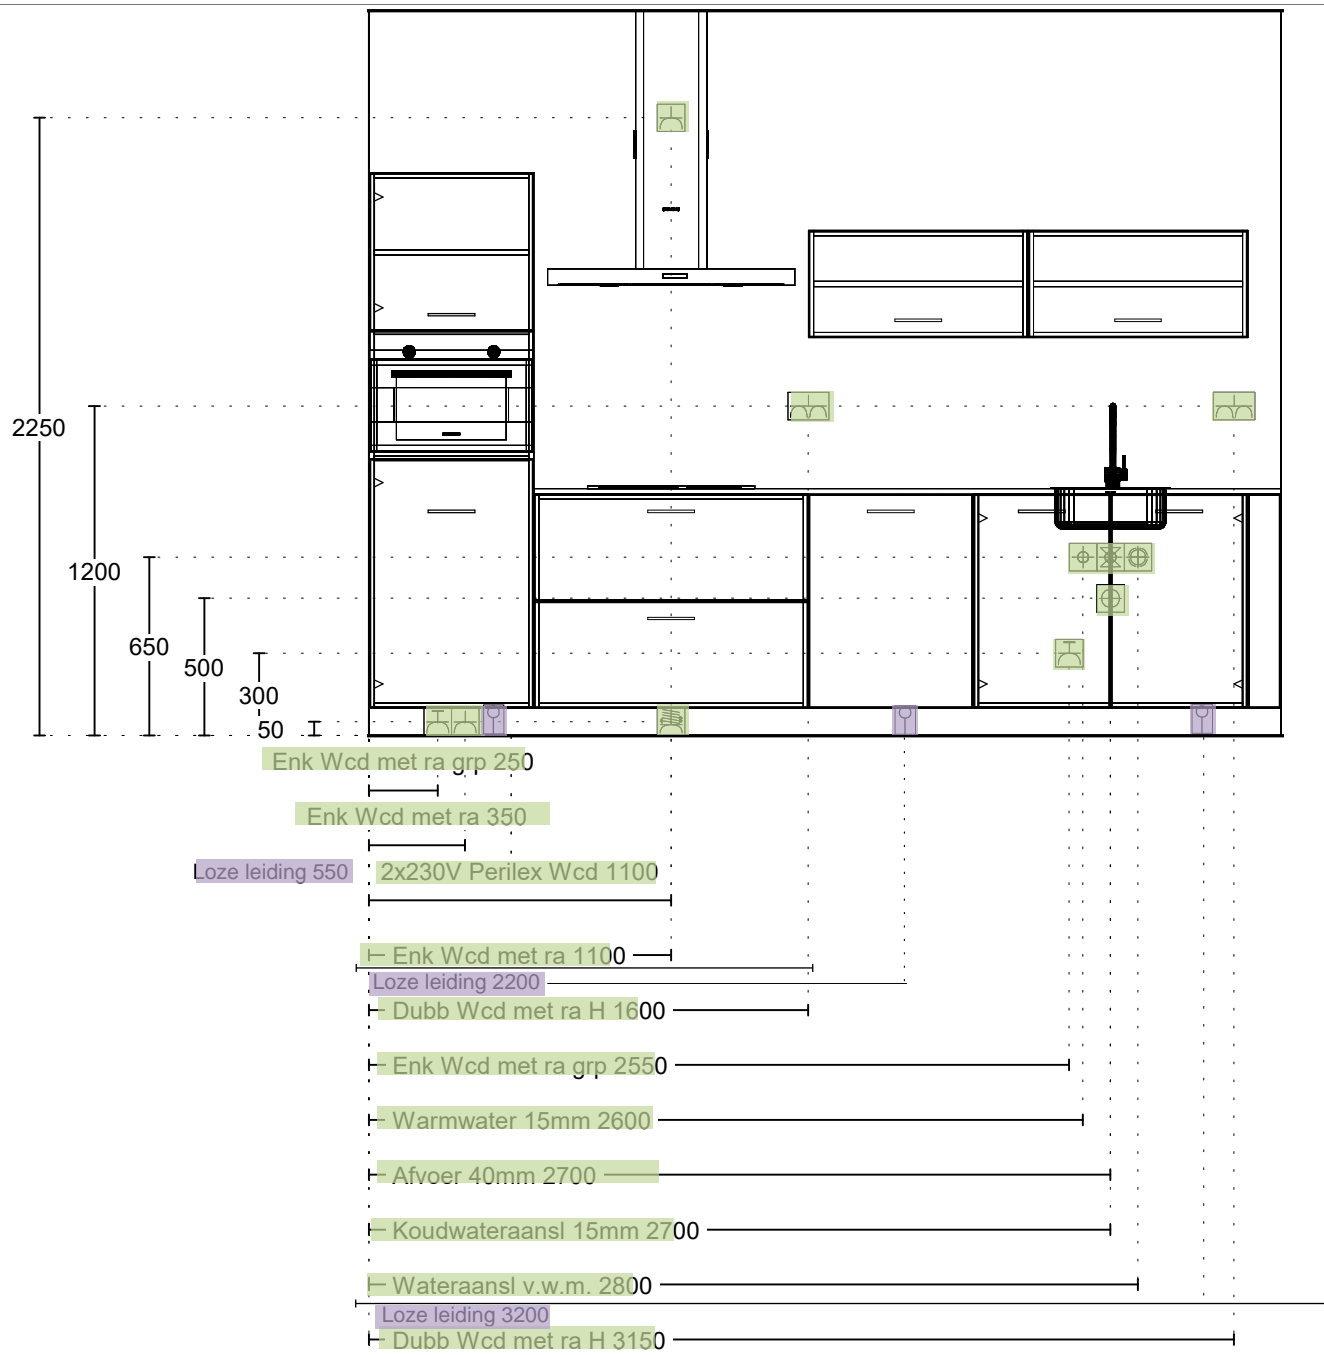 2250
1200
650
500
300
50
Enk Wcd met ra grp 250
Enk Wcd met ra 350
Loze leiding 550
2x230V Perilex Wcd 1100
Enk Wcd met ra 1100
Loze leiding 2200
Dubb Wcd met ra H 1600
Enk Wcd met ra grp 2550
Warmwater 15mm 2600
Afvoer 40mm 2700
Koudwateraansl 15mm 2700
Wateraansl v.w.m. 2800
Loze leiding 3200
Dubb Wcd met ra H 3150